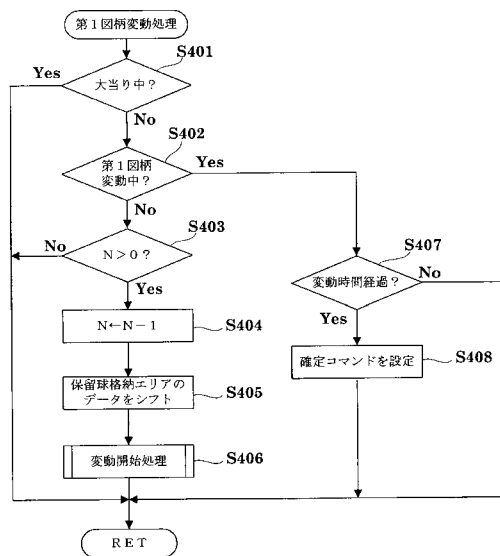 第1図柄変動処理
S401
Yes
大当り中?
No
S402
第1図柄
変動中?
Yes
No
S403
No
N>0?
Yes
S407
変動時間経過?
No
Yes
N←N-1
S404
確定コマンドを設定
S408
保留球格納エリアの
データをシフト
S405
変動開始処理
S406
RET